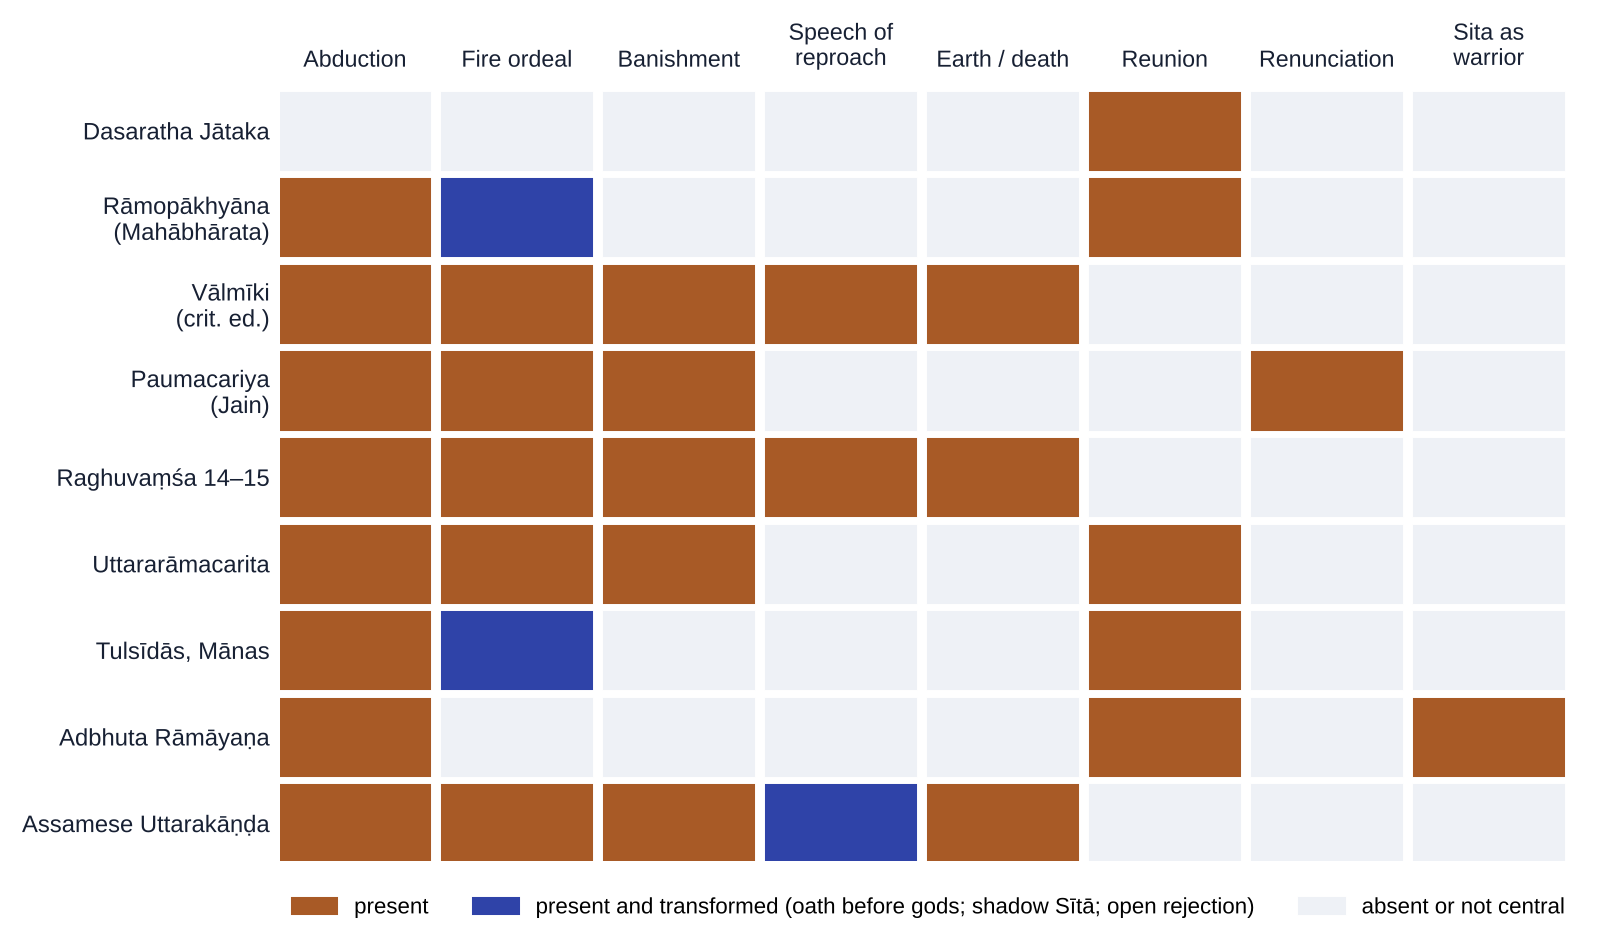 Abduction
Fire ordeal
Banishment
Speech of
reproach
Earth / death
Reunion
Renunciation
Sita as
warrior
Dasaratha Jātaka
Rāmopākhyāna
(Mahābhārata)
Vālmīki
(crit. ed.)
Paumacariya
(Jain)
Raghuvaṃśa 14–15
Uttararāmacarita
Tulsīdās, Mānas
Adbhuta Rāmāyaṇa
Assamese Uttarakāṇḍa
present
present and transformed (oath before gods; shadow Sītā; open rejection)
absent or not central